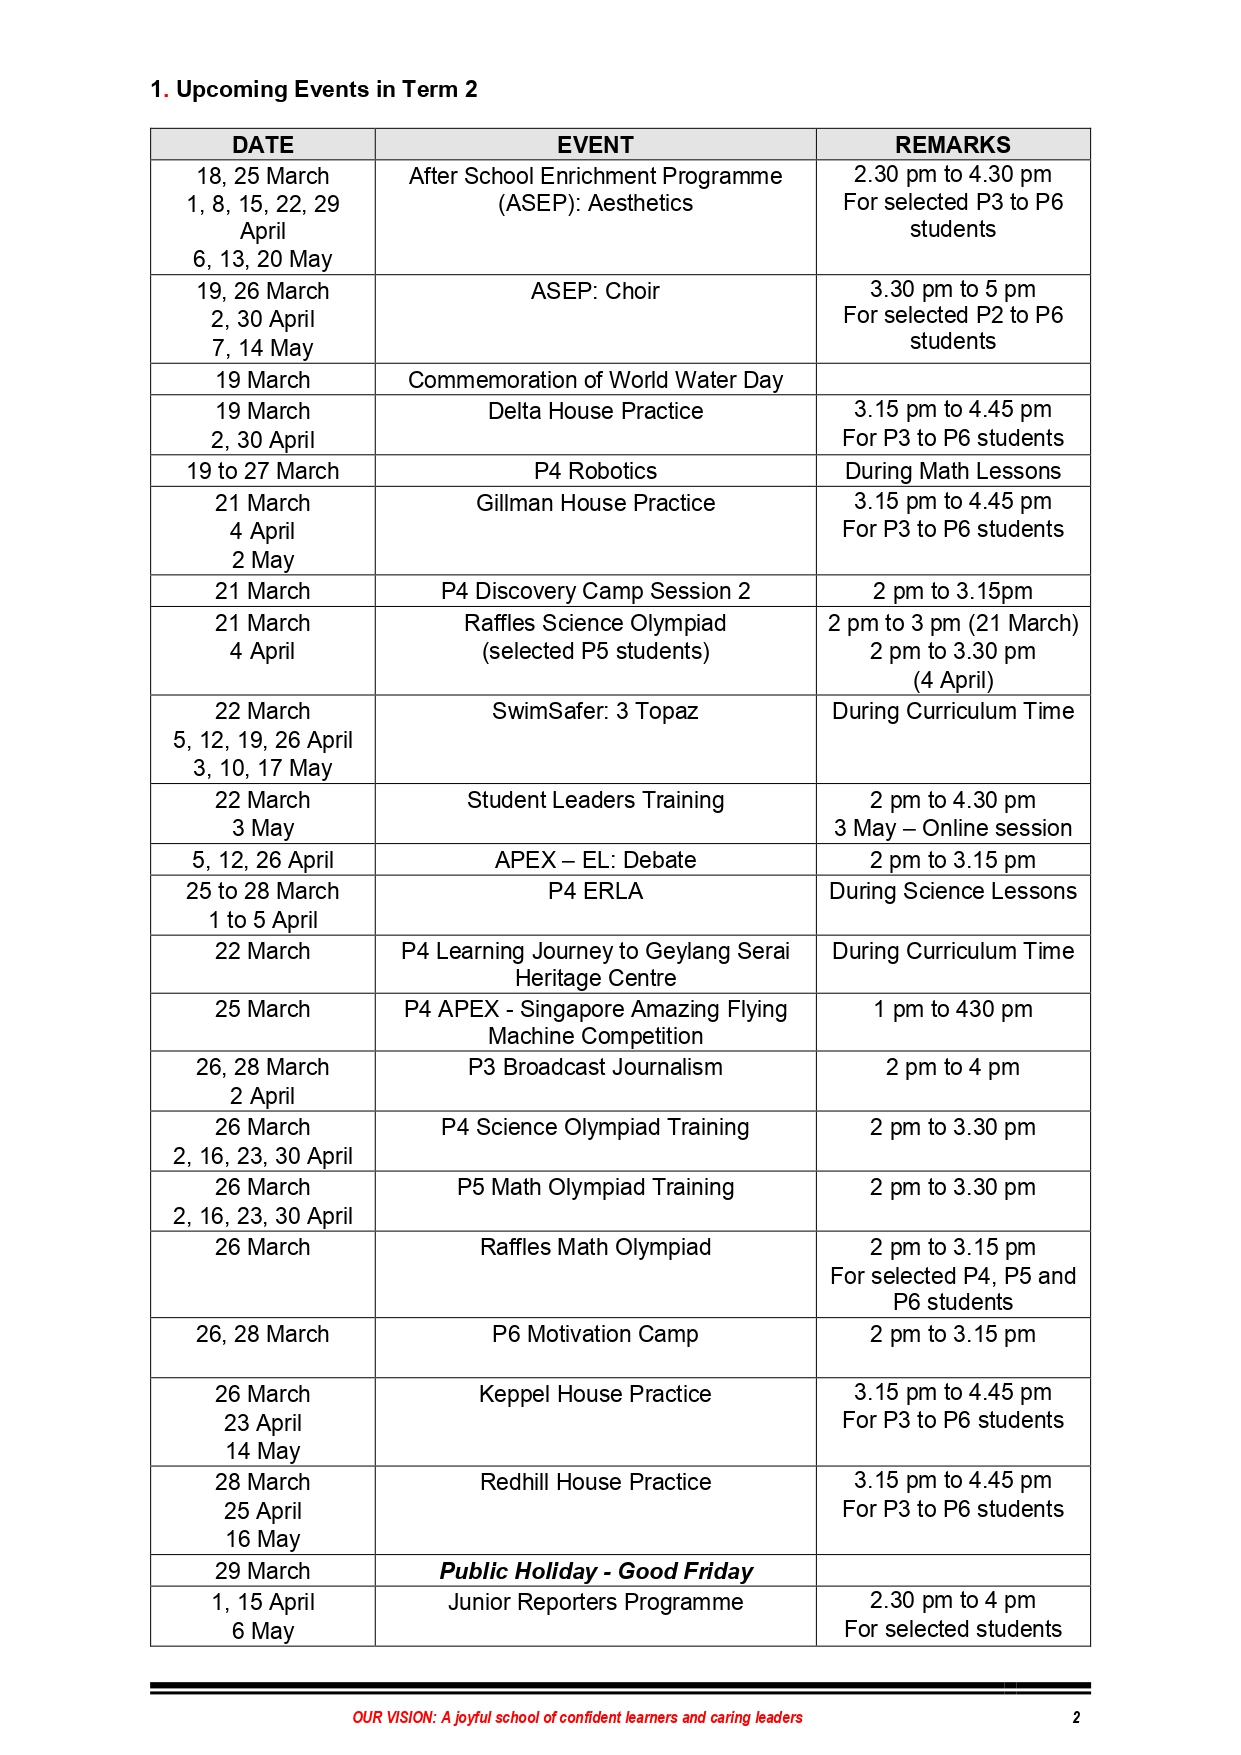 1. Upcoming Events in Term 2
DATE
EVENT
REMARKS
18, 25 March
1, 8, 15, 22, 29
April
6, 13, 20 May
After School Enrichment Programme
(ASEP): Aesthetics
2.30 pm to 4.30 pm
For selected P3 to P6
students
19, 26 March
2, 30 April
7, 14 May
ASEP: Choir
3.30 pm to 5 pm
For selected P2 to P6
students
19 March
Commemoration of World Water Day
19 March
2, 30 April
Delta House Practice
3.15 pm to 4.45 pm
For P3 to P6 students
19 to 27 March
P4 Robotics
During Math Lessons
21 March
4 April
2 May
Gillman House Practice
3.15 pm to 4.45 pm
For P3 to P6 students
21 March
P4 Discovery Camp Session 2
2 pm to 3.15pm
21 March
4 April
Raffles Science Olympiad
(selected P5 students)
2 pm to 3 pm (21 March)
2 pm to 3.30 pm
(4 April)
22 March
5, 12, 19, 26 April
3, 10, 17 May
SwimSafer: 3 Topaz
During Curriculum Time
22 March
3 May
Student Leaders Training
2 pm to 4.30 pm
3 May – Online session
5, 12, 26 April
APEX – EL: Debate
2 pm to 3.15 pm
25 to 28 March
1 to 5 April
P4 ERLA
During Science Lessons
22 March
P4 Learning Journey to Geylang Serai
Heritage Centre
During Curriculum Time
25 March
P4 APEX - Singapore Amazing Flying
Machine Competition
1 pm to 430 pm
26, 28 March
2 April
P3 Broadcast Journalism
2 pm to 4 pm
26 March
2, 16, 23, 30 April
P4 Science Olympiad Training
2 pm to 3.30 pm
26 March
2, 16, 23, 30 April
P5 Math Olympiad Training
2 pm to 3.30 pm
26 March
Raffles Math Olympiad
2 pm to 3.15 pm
For selected P4, P5 and
P6 students
26, 28 March
P6 Motivation Camp
2 pm to 3.15 pm
26 March
23 April
14 May
Keppel House Practice
3.15 pm to 4.45 pm
For P3 to P6 students
28 March
25 April
16 May
Redhill House Practice
3.15 pm to 4.45 pm
For P3 to P6 students
29 March
Public Holiday - Good Friday
1, 15 April
6 May
Junior Reporters Programme
2.30 pm to 4 pm
For selected students
OUR VISION: A joyful school of confident learners and caring leaders
2